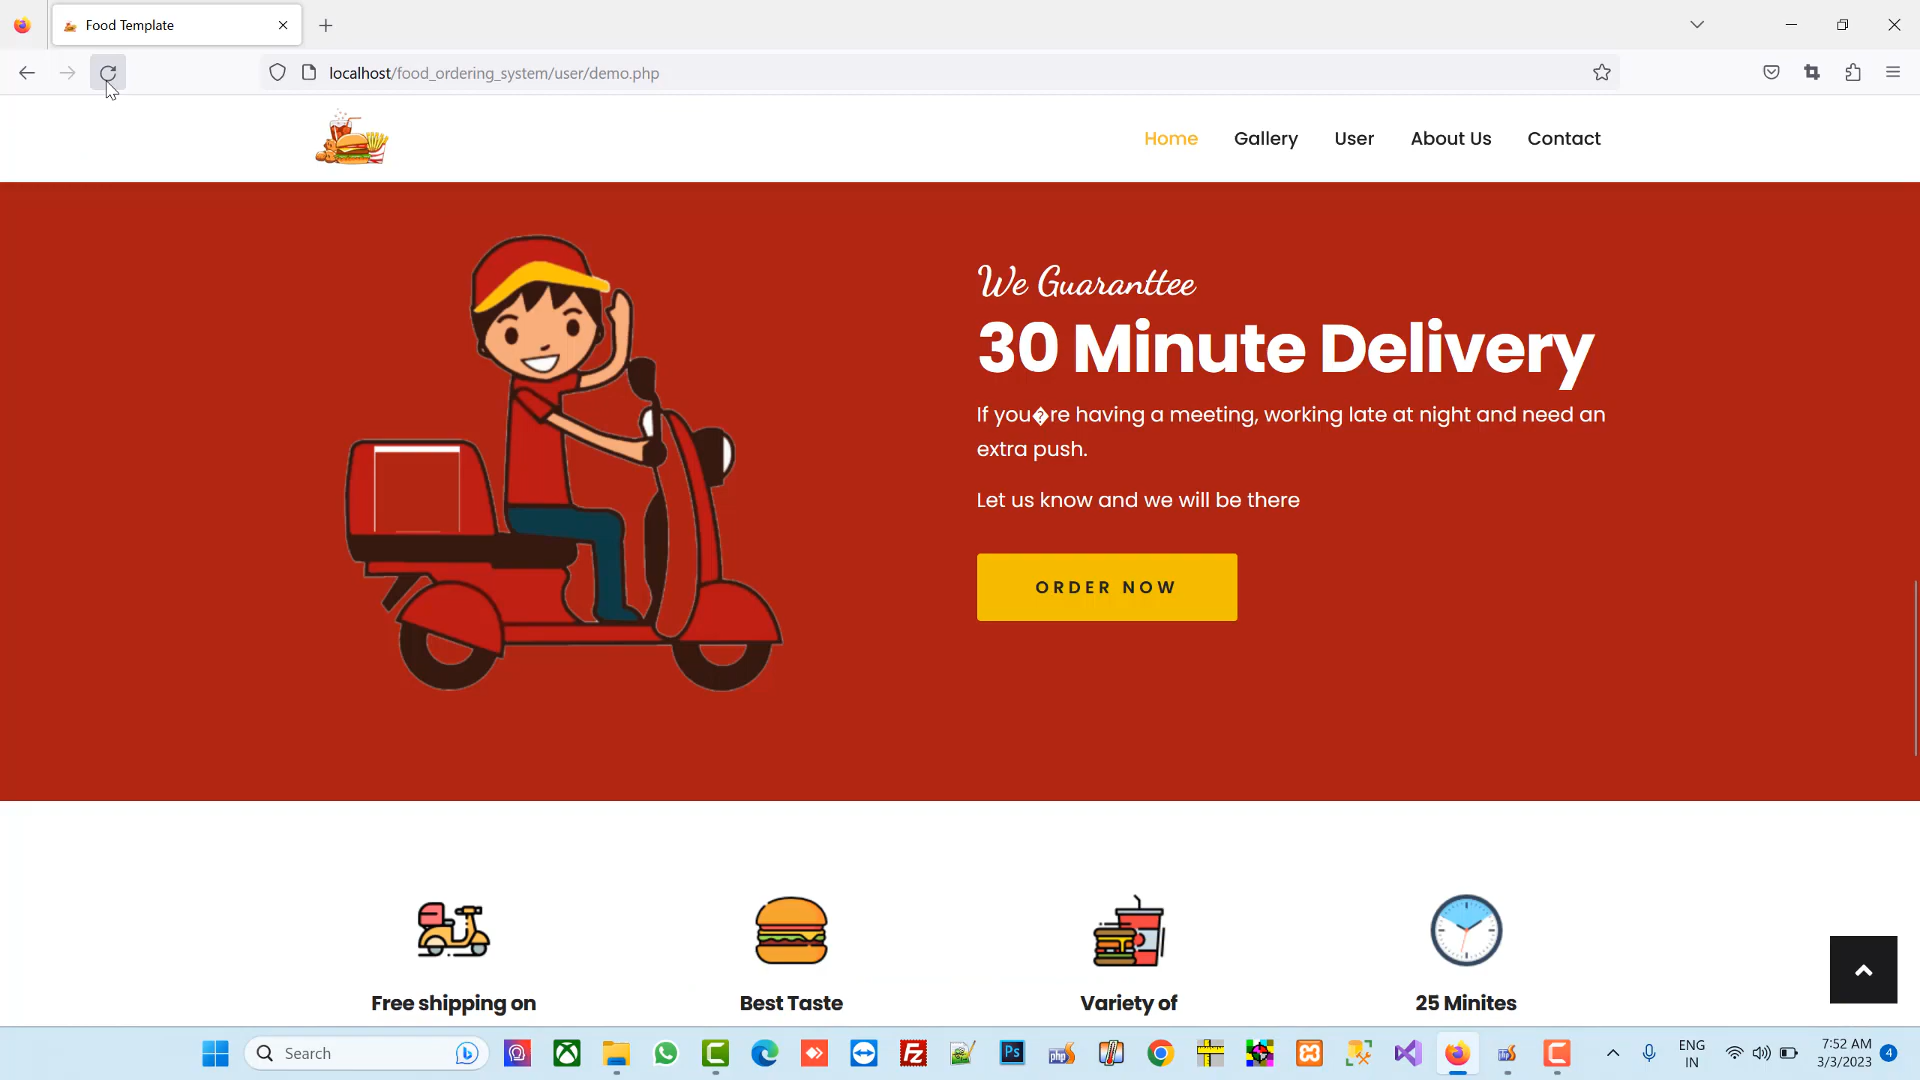 Food Template
localhost/food_ordering_system/user/demo.php
Home Gallery User About Us Contact
We Guaranttee
30 Minute Delivery
If you�re having a meeting, working late at night and need an
extra push.
Let us know and we will be there
ORDER NOW
Free shipping on Best Taste Variety of 25 Minites
Search
ENG
IN
7:52 AM
3/3/2023
4